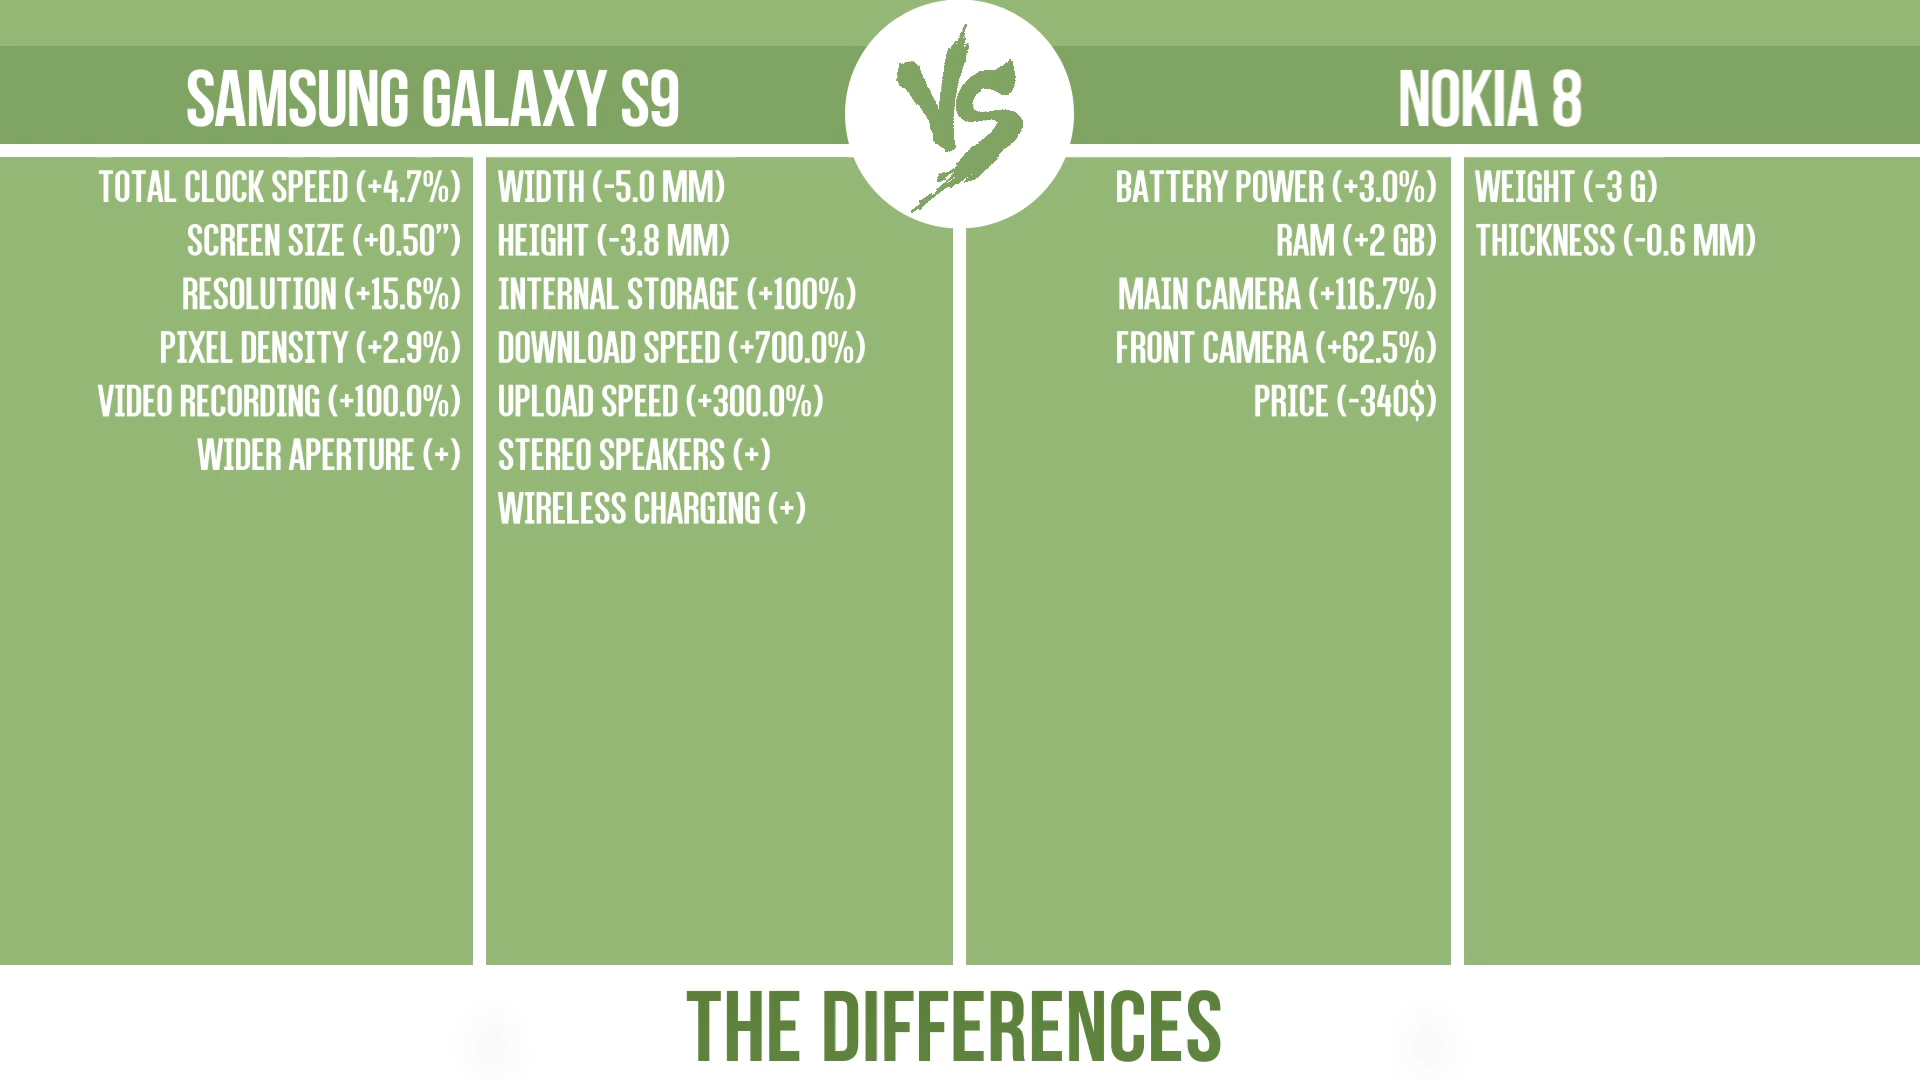 SAMSUNG GALAXY S9
VS
NOKIA 8
TOTAL CLOCK SPEED (+4.7%)
SCREEN SIZE (+0.50”)
RESOLUTION (+15.6%)
PIXEL DENSITY (+2.9%)
VIDEO RECORDING (+100.0%)
WIDER APERTURE (+)
WIDTH (-5.0 MM)
HEIGHT (-3.8 MM)
INTERNAL STORAGE (+100%)
DOWNLOAD SPEED (+700.0%)
UPLOAD SPEED (+300.0%)
STEREO SPEAKERS (+)
WIRELESS CHARGING (+)
BATTERY POWER (+3.0%)
RAM (+2 GB)
MAIN CAMERA (+116.7%)
FRONT CAMERA (+62.5%)
PRICE (-340$)
WEIGHT (-3 G)
THICKNESS (-0.6 MM)
THE DIFFERENCES